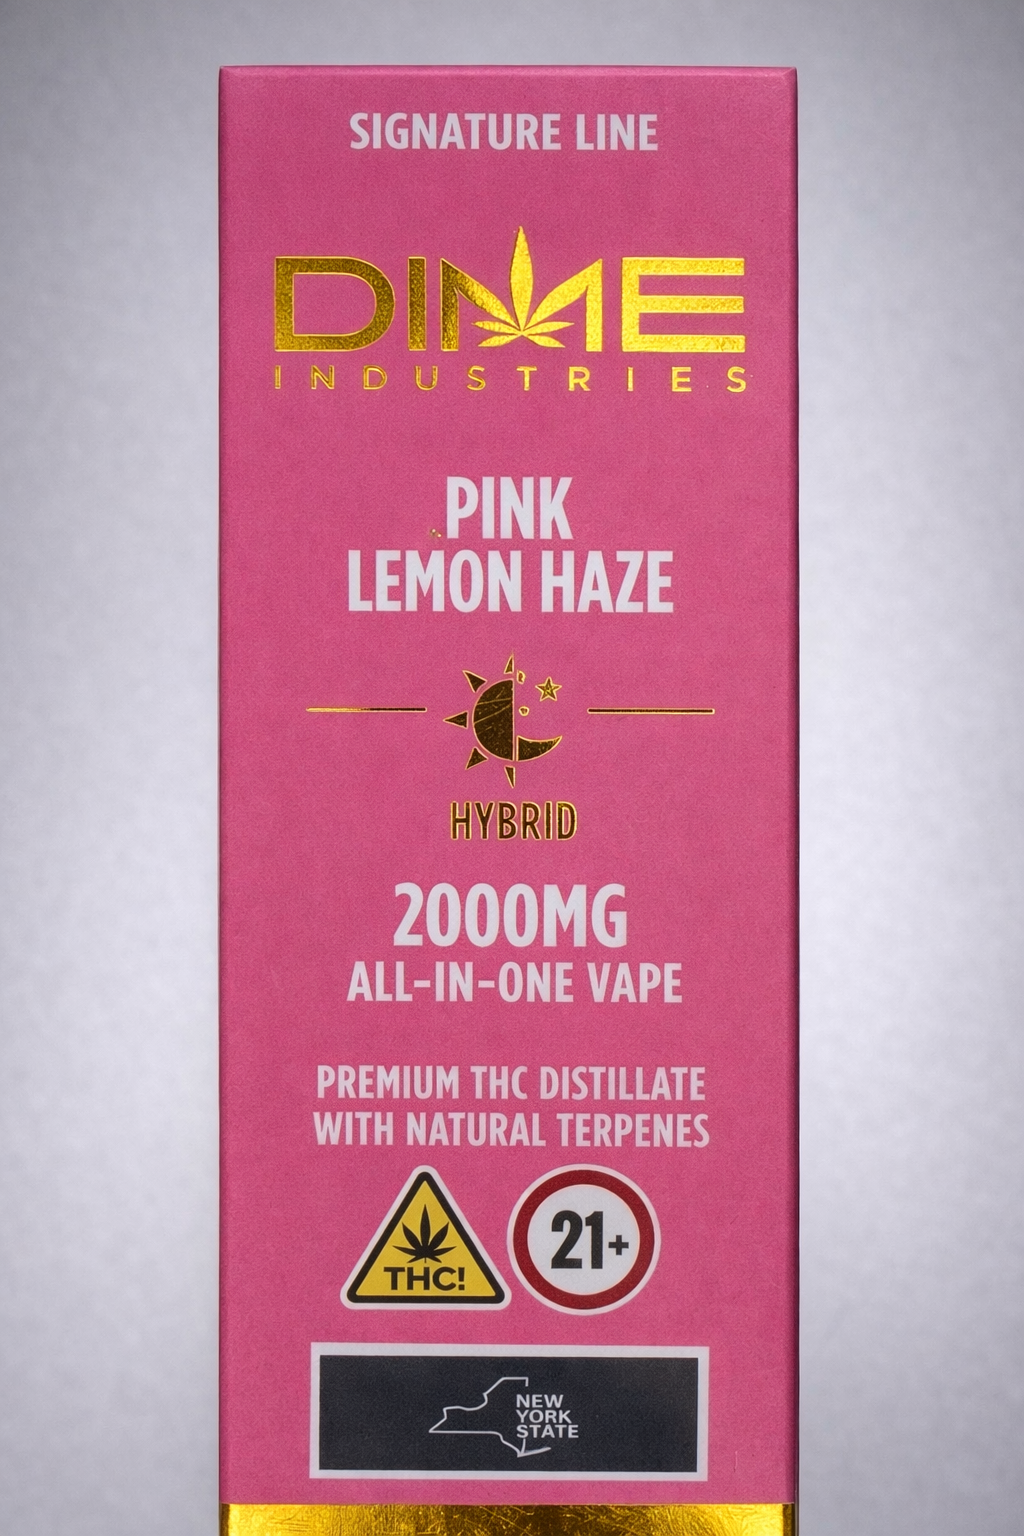 SIGNATURE LINE
DIME
INDUSTRIES
PINK
LEMON HAZE
HYBRID
2000MG
ALL-IN-ONE VAPE
PREMIUM THC DISTILLATE
WITH NATURAL TERPENES
THC!
21+
NEW
YORK
STATE